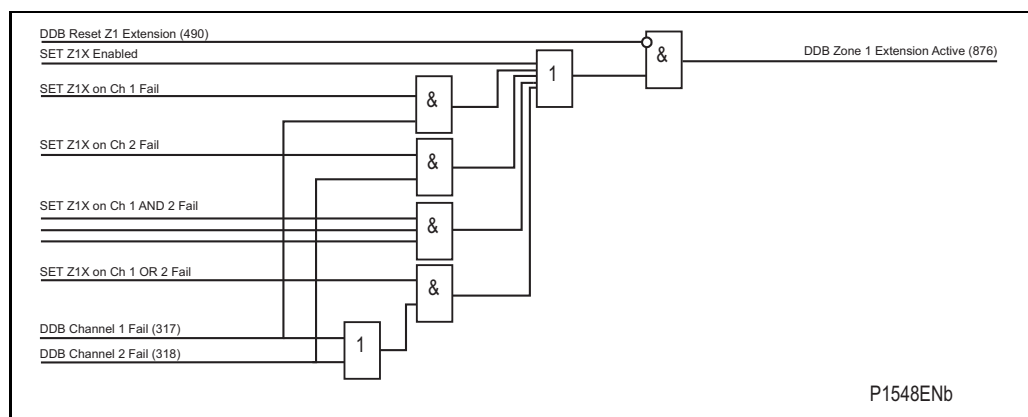 DDB Reset Z1 Extension (490)
SET Z1X Enabled
DDB Zone 1 Extension Active (876)
&
1
SET Z1X on Ch 1 Fail
&
SET Z1X on Ch 2 Fail
&
SET Z1X on Ch 1 AND 2 Fail
&
SET Z1X on Ch 1 OR 2 Fail
&
DDB Channel 1 Fail (317)
1
DDB Channel 2 Fail (318)
P1548ENb